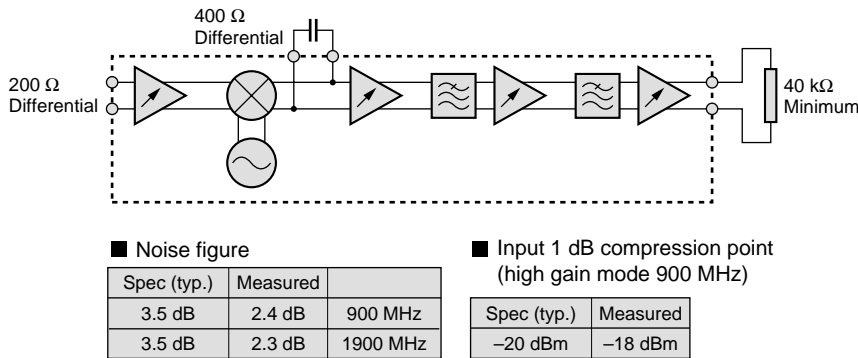 400 Ω
Differential
200 Ω
Differential
40 kΩ
Minimum
■ Noise figure
Spec (typ.) Measured
3.5 dB 2.4 dB 900 MHz
3.5 dB 2.3 dB 1900 MHz
■ Input 1 dB compression point
(high gain mode 900 MHz)
Spec (typ.) Measured
–20 dBm –18 dBm